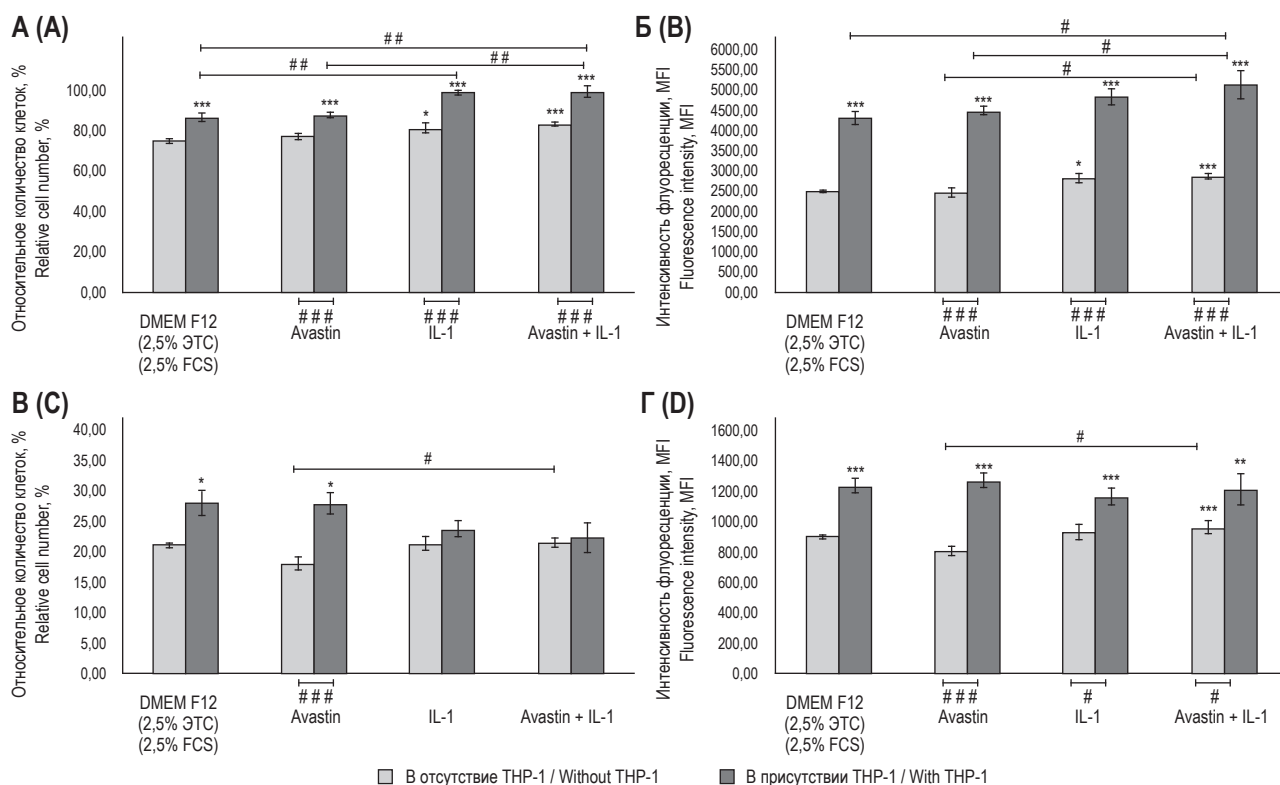 А (A)
Относительное количество клеток, %
Relative cell number, %
100,00
80,00
60,00
40,00
20,00
0,00
##
##
##
***
***
*
***
***
***
###
###
###
DMEM F12
(2,5% ЭТС)
(2,5% FCS)
Avastin
IL-1
Avastin + IL-1
Б (B)
Интенсивность флуоресценции, MFI
Fluorescence intensity, MFI
6000,00
5500,00
5000,00
4500,00
4000,00
3500,00
3000,00
2500,00
2000,00
1500,00
1000,00
500,00
00,00
#
#
#
***
***
*
***
***
***
###
###
###
DMEM F12
(2,5% ЭТС)
(2,5% FCS)
Avastin
IL-1
Avastin + IL-1
В (C)
Относительное количество клеток, %
Relative cell number, %
40,00
35,00
30,00
25,00
20,00
15,00
10,00
5,00
0,00
#
*
*
###
DMEM F12
(2,5% ЭТС)
(2,5% FCS)
Avastin
IL-1
Avastin + IL-1
Г (D)
Интенсивность флуоресценции, MFI
Fluorescence intensity, MFI
1600,00
1400,00
1200,00
1000,00
800,00
600,00
400,00
200,00
0,00
#
***
***
***
***
**
###
#
#
DMEM F12
(2,5% ЭТС)
(2,5% FCS)
Avastin
IL-1
Avastin + IL-1
В отсутствие THP-1 / Without THP-1
В присутствии THP-1 / With THP-1